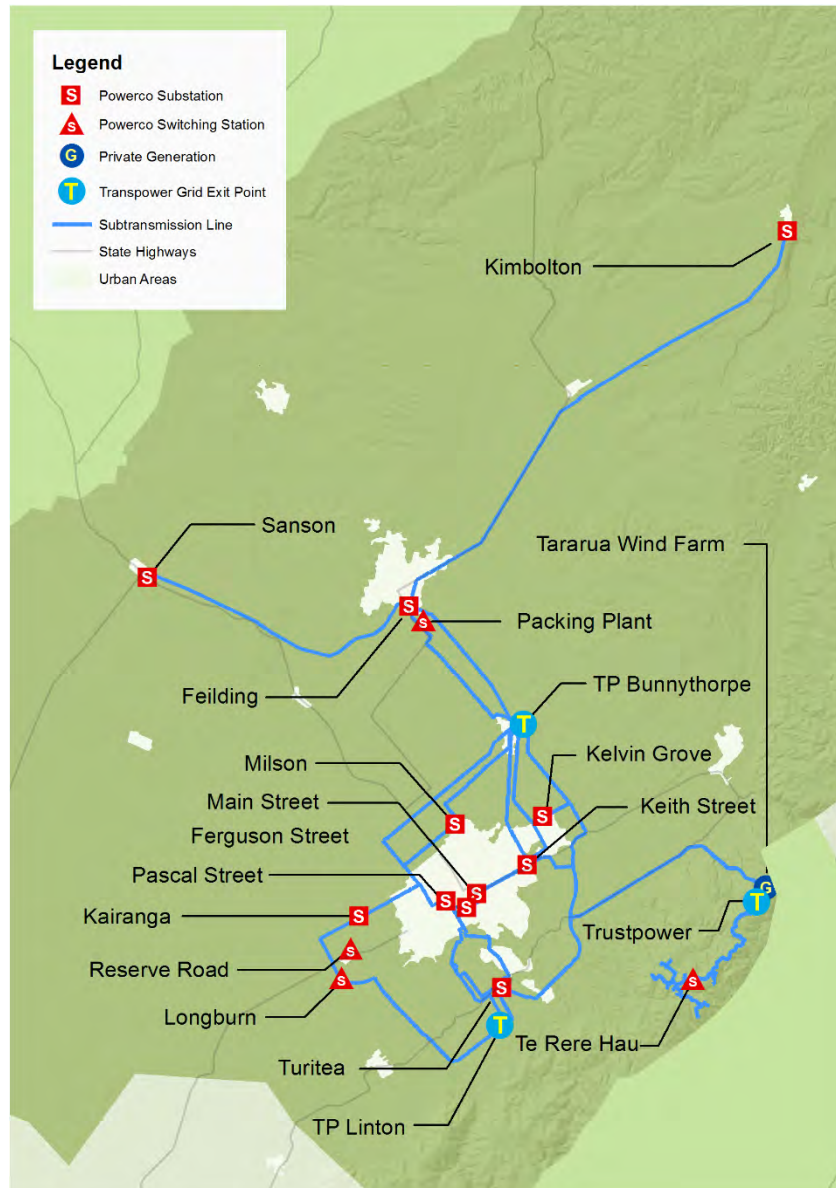 Legend
S Powerco Substation
s Powerco Switching Station
G Private Generation
T Transpower Grid Exit Point
Subtransmission Line
State Highways
Urban Areas
S
Kimbolton
Sanson
S
Tararua Wind Farm
S
s
Packing Plant
Feilding
TP Bunnythorpe
T
Milson
Kelvin Grove
S
S
Main Street
Keith Street
Ferguson Street
S
Pascal Street
S
S
S
G
Kairanga
S
T
Trustpower
Reserve Road
s
Longburn
s
S
s
Te Rere Hau
T
Turitea
TP Linton